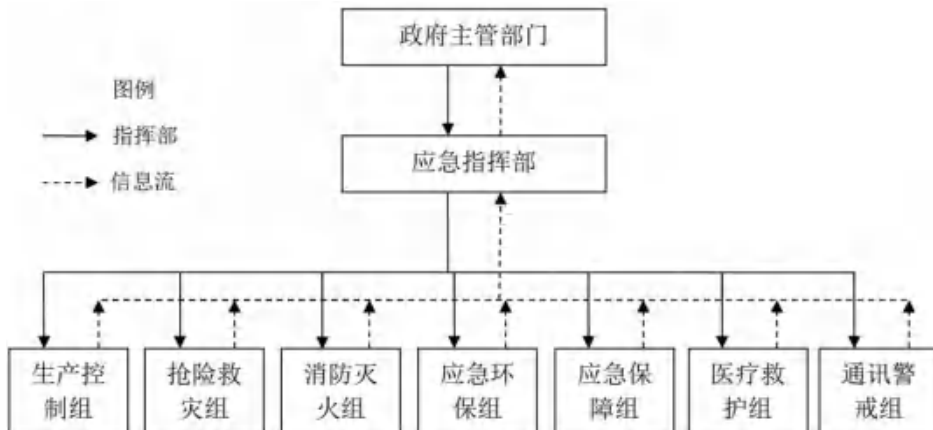 政府主管部门
图例
指挥部
应急指挥部
信息流
生产控
制组
抢险救
灾组
消防灭
火组
应急环
保组
应急保
障组
医疗救
护组
通讯警
戒组